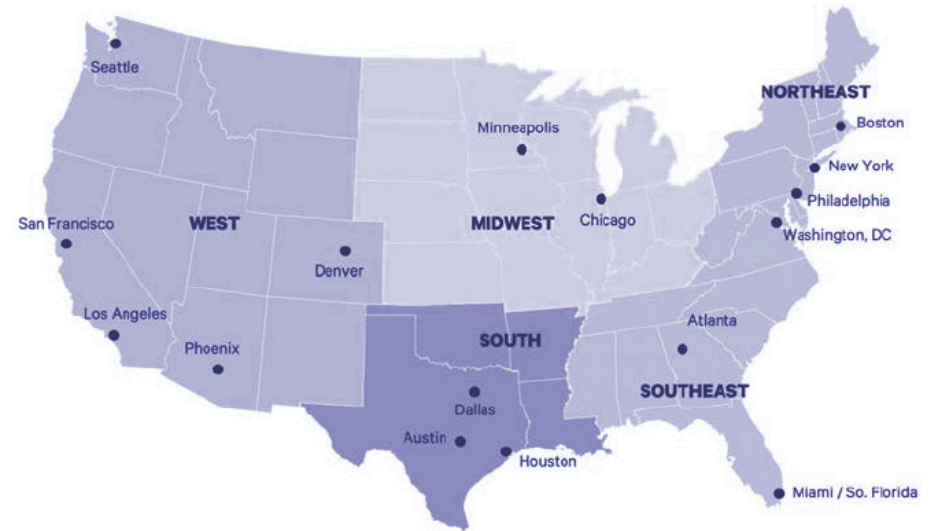 Seattle
NORTHEAST
Boston
Minneapolis
New York
Philadelphia
San Francisco
WEST
MIDWEST
Chicago
Washington, DC
Denver
Los Angeles
Atlanta
Phoenix
SOUTH
SOUTHEAST
Dallas
Austin
Houston
Miami / So. Florida